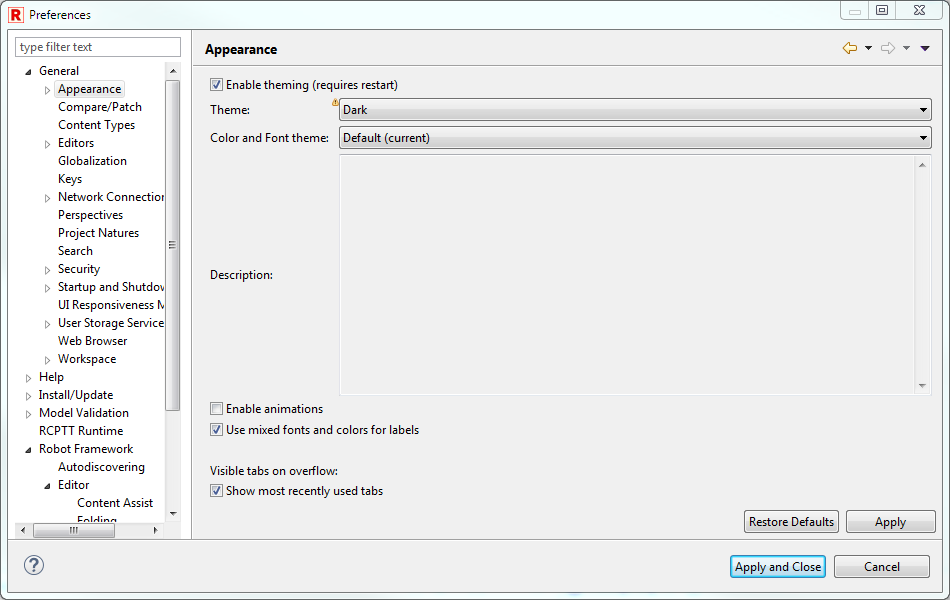 R Preferences
type filter text
General
Appearance
Compare/Patch
Content Types
Editors
Globalization
Keys
Network Connection
Perspectives
Project Natures
Search
Security
Startup and Shutdow
UI Responsiveness M
User Storage Service
Web Browser
Workspace
Help
Install/Update
Model Validation
RCPTT Runtime
Robot Framework
Autodiscovering
Editor
Content Assist
Folding
Appearance
Enable theming (requires restart)
Theme: Dark
Color and Font theme: Default (current)
Description:
Enable animations
Use mixed fonts and colors for labels
Visible tabs on overflow:
Show most recently used tabs
Restore Defaults Apply
? Apply and Close Cancel